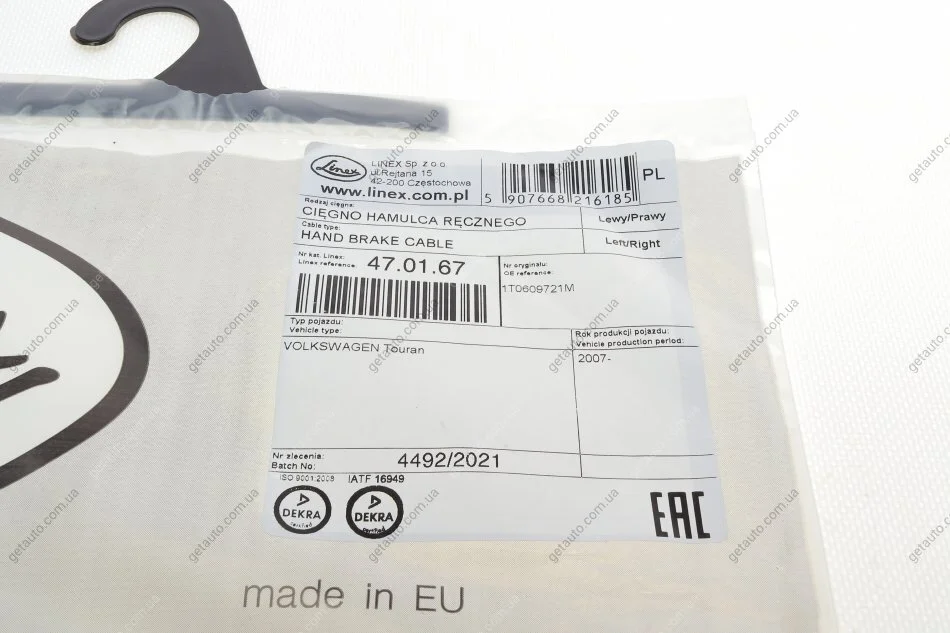 Linex
LINEX Sp. z o.o.
ul.Rejtana 15
42-200 Częstochowa
www.linex.com.pl
5 907668 216185
PL
Rodzaj cięgna:
CIĘGNO HAMULCA RĘCZNEGO
Lewy/Prawy
Cable type:
HAND BRAKE CABLE
Left/Right
Nr kat. Linex:
Linex reference:
47.01.67
Nr oryginału:
OE reference:
1T0609721M
Typ pojazdu:
Vehicle type:
VOLKSWAGEN Touran
Rok produkcji pojazdu:
Vehicle production period:
2007-
Nr zlecenia:
Batch No:
4492/2021
ISO 9001:2008
IATF 16949
DEKRA
certified
DEKRA
certified
EAC
made in EU
getauto.com.ua